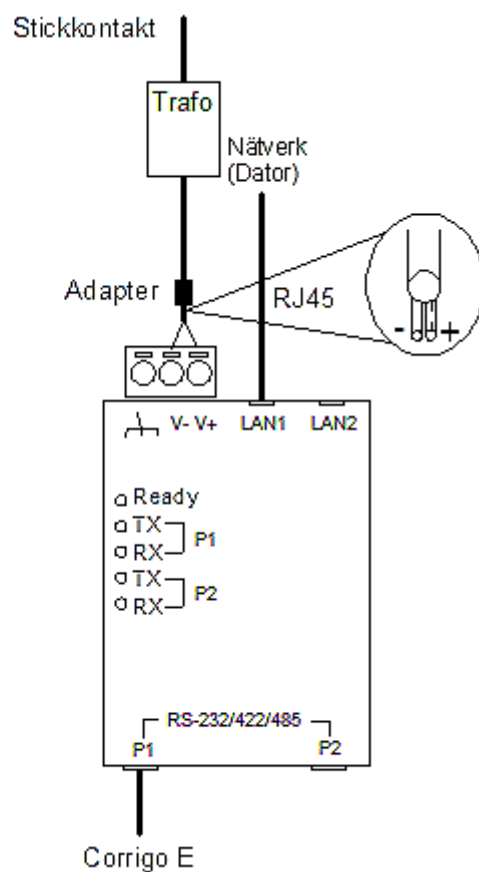 Stickkontakt
Trafo
Nätverk
(Dator)
Adapter
RJ45
- +
V- V+ LAN1 LAN2
Ready
TX
P1
RX
TX
P2
RX
RS-232/422/485
P1 P2
Corrigo E